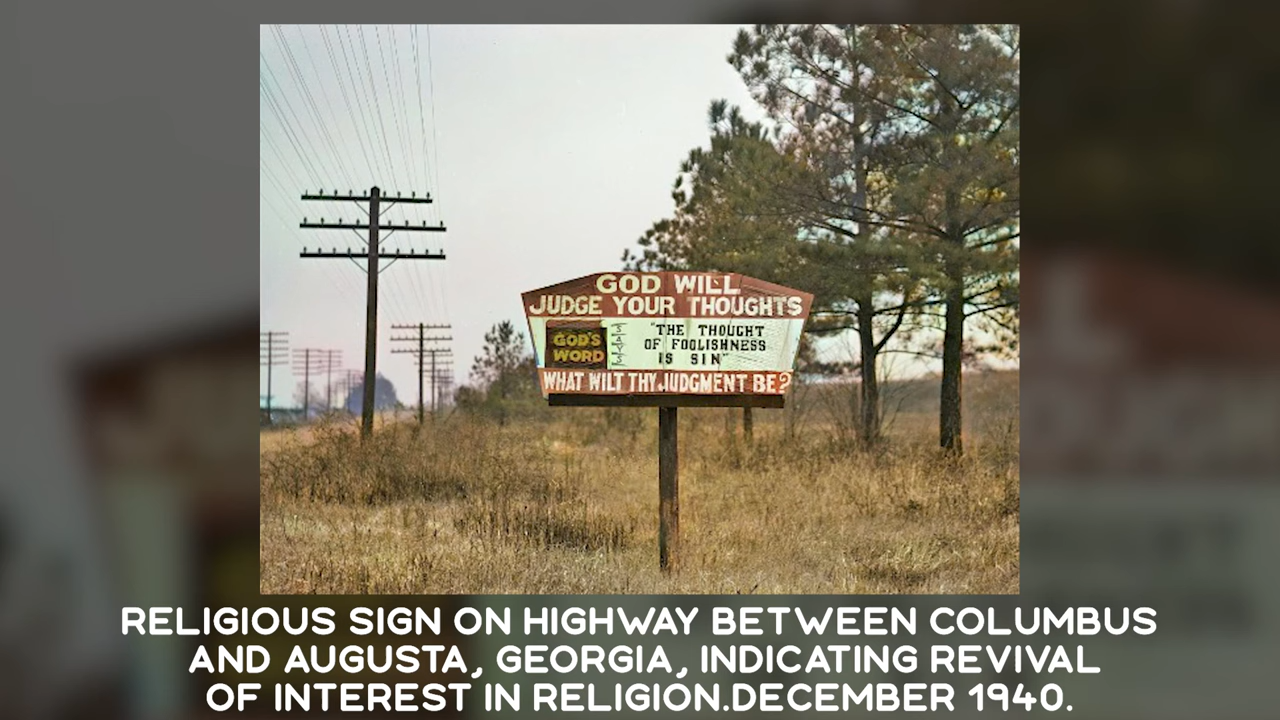 GOD WILL
JUDGE YOUR THOUGHTS
GOD'S
WORD
SAYS
"THE THOUGHT
OF FOOLISHNESS
IS SIN"
WHAT WILT THY JUDGMENT BE?
RELIGIOUS SIGN ON HIGHWAY BETWEEN COLUMBUS
AND AUGUSTA, GEORGIA, INDICATING REVIVAL
OF INTEREST IN RELIGION.DECEMBER 1940.